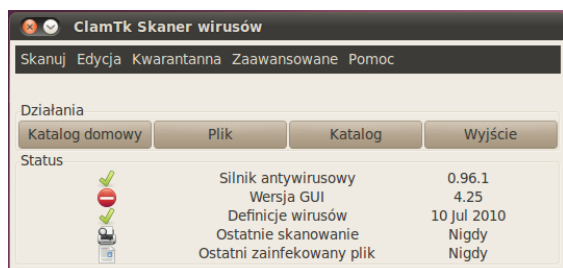 ClamTk Skaner wirusów
Skanuj Edycja Kwarantanna Zaawansowane Pomoc
Działania
Katalog domowy Plik Katalog Wyjście
Status
Silnik antywirusowy 0.96.1
Wersja GUI 4.25
Definicje wirusów 10 Jul 2010
Ostatnie skanowanie Nigdy
Ostatni zainfekowany plik Nigdy